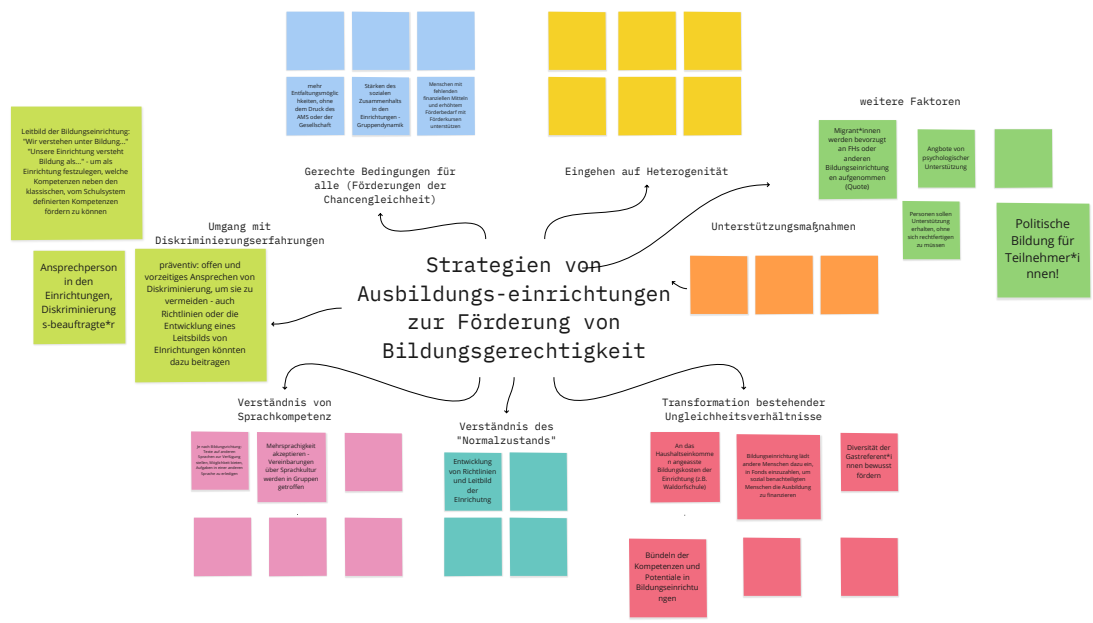 mehr
Entfaltungsmöglic
hkeiten, ohne
dem Druck des
AMS oder der
Gesellschaft
Stärken des
sozialen
Zusammenhalts
in den
Einrichtungen -
Gruppendynamik
Menschen mit
fehlenden
finanziellen Mitteln
und erhöhtem
Förderbedarf mit
Förderkursen
unterstützen
weitere Faktoren
Leitbild der Bildungseinrichtung:
"Wir verstehen unter Bildung..."
"Unsere Einrichtung versteht
Bildung als..." - um als
Einrichtung festzulegen, welche
Kompetenzen neben den
klassischen, vom Schulsystem
definierten Kompetenzen
fördern zu können
Migrant*innen
werden bevorzugt
an FHs oder
anderen
Bildungseinrichtung
en aufgenommen
(Quote)
Angbote von
psychologischer
Unterstützung
Gerechte Bedingungen für
alle (Förderungen der
Chancengleichheit)
Eingehen auf Heterogenität
Personen sollen
Unterstützung
erhalten, ohne
sich rechtfertigen
zu müssen
Politische
Bildung für
Teilnehmer*i
nnen!
Umgang mit
Diskriminierungserfahrungen
Unterstützungsmaßnahmen
Ansprechperson
in den
Einrichtungen,
Diskriminierung
s-beauftragte*r
präventiv: offen und
vorzeitiges Ansprechen von
Diskriminierung, um sie zu
vermeiden - auch
Richtlinien oder die
Entwicklung eines
Leitsbilds von
EInrichtungen könnten
dazu beitragen
Strategien von
Ausbildungs-einrichtungen
zur Förderung von
Bildungsgerechtigkeit
Verständnis von
Sprachkompetenz
Verständnis des
"Normalzustands"
Transformation bestehender
Ungleichheitsverhältnisse
Mehrsprachigkeit
akzeptieren -
Vereinbarungen
über Sprachkultur
werden in Gruppen
getroffen
Entwicklung
von Richtlinien
und Leitbild
der
EInrichutng
An das
Haushaltseinkomme
n angeasste
Bildungskosten der
Einrichtung (z.B.
Waldorfschule)
Bildungseinrichtung lädt
andere Menschen dazu ein,
in Fonds einzuzahlen, um
sozial benachteiligten
Menschen die Ausbildung
zu finanzieren
Diversität der
Gastreferent*i
nnen bewusst
fördern
Bündeln der
Kompetenzen und
Potentiale in
Bildungseinrichtu
ngen